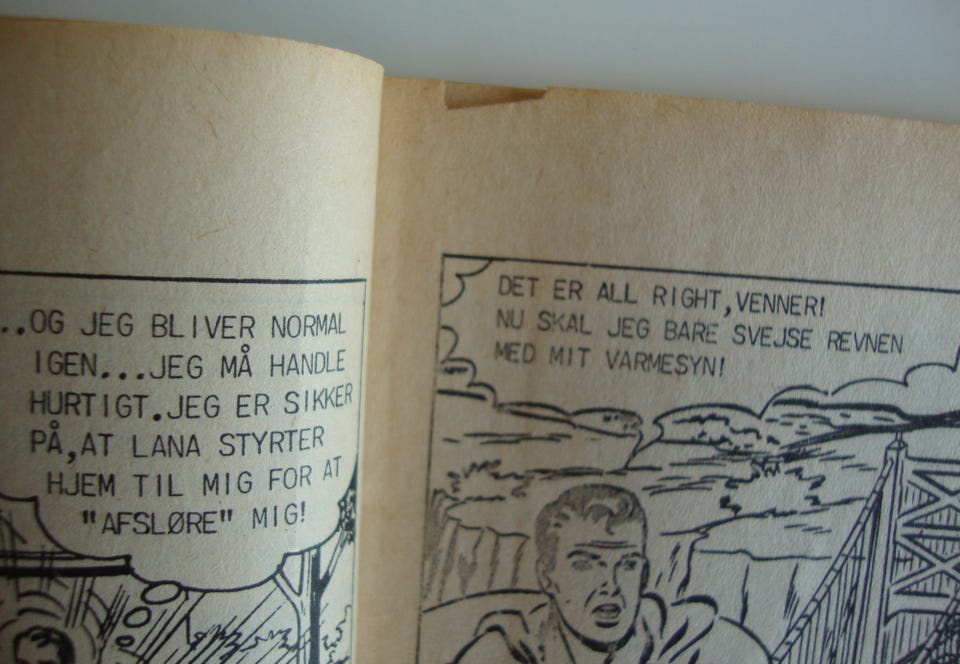 ..OG JEG BLIVER NORMAL
IGEN...JEG MÅ HANDLE
HURTIGT.JEG ER SIKKER
PÅ,AT LANA STYRTER
HJEM TIL MIG FOR AT
"AFSLØRE" MIG!
DET ER ALL RIGHT,VENNER!
NU SKAL JEG BARE SVEJSE REVNEN
MED MIT VARMESYN!